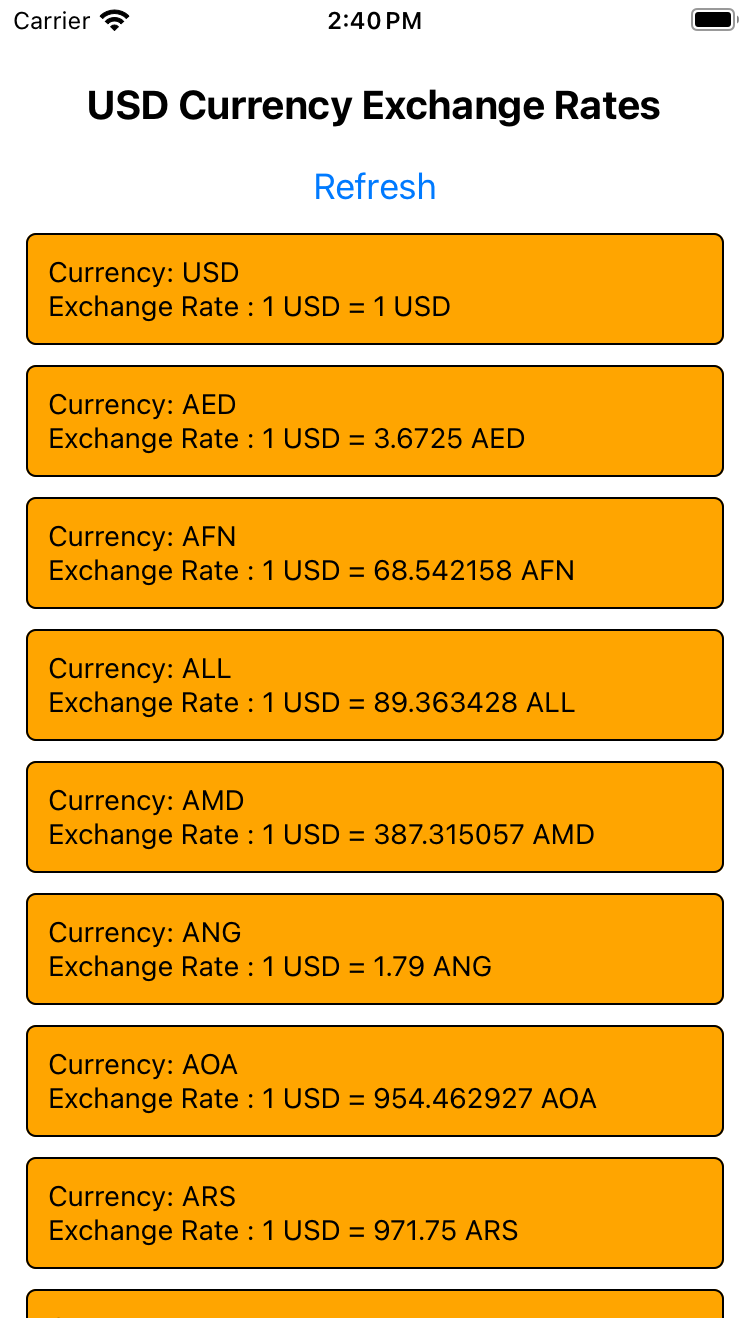 Carrier 2:40 PM
USD Currency Exchange Rates
Refresh
Currency: USD
Exchange Rate : 1 USD = 1 USD
Currency: AED
Exchange Rate : 1 USD = 3.6725 AED
Currency: AFN
Exchange Rate : 1 USD = 68.542158 AFN
Currency: ALL
Exchange Rate : 1 USD = 89.363428 ALL
Currency: AMD
Exchange Rate : 1 USD = 387.315057 AMD
Currency: ANG
Exchange Rate : 1 USD = 1.79 ANG
Currency: AOA
Exchange Rate : 1 USD = 954.462927 AOA
Currency: ARS
Exchange Rate : 1 USD = 971.75 ARS